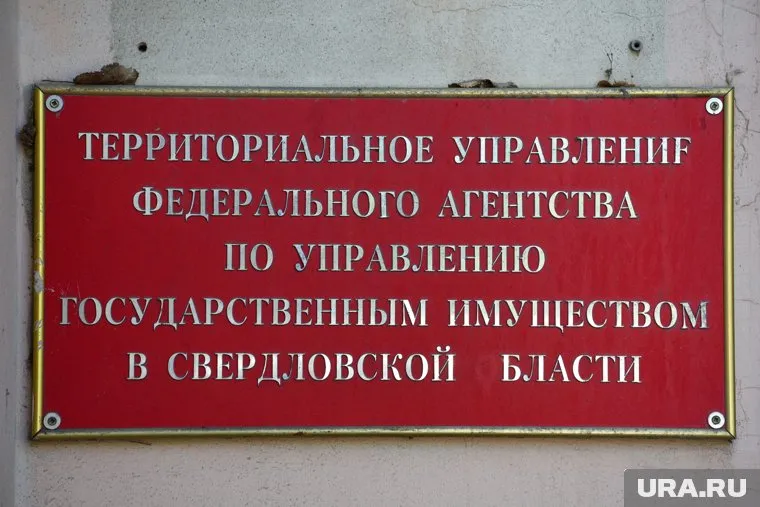 ТЕРРИТОРИАЛЬНОЕ УПРАВЛЕНИF
ФЕДЕРАЛЬНОГО АГЕНТСТВА
ПО УПРАВЛЕНИЮ
ГОСУДАРСТВЕННЫМ ИМУЩЕСТВОМ
В СВЕРДЛОВСКОЙ БЛАСТИ
URA.RU